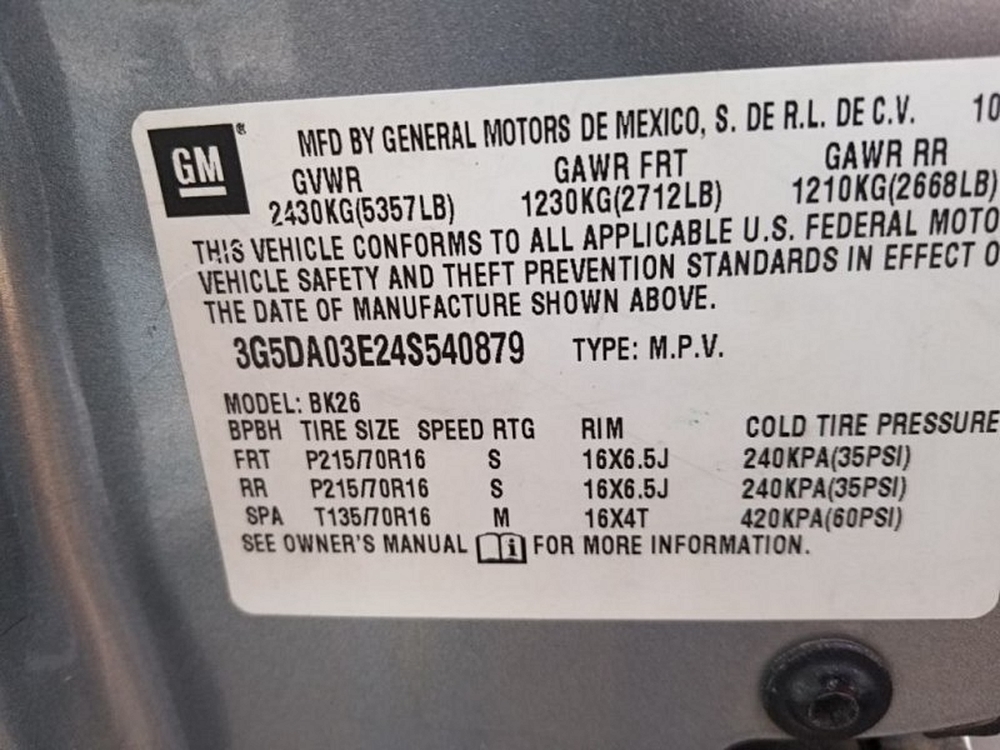 GM®
MFD BY GENERAL MOTORS DE MEXICO, S. DE R.L. DE C.V. 10
GVWR GAWR FRT GAWR RR
2430KG(5357LB) 1230KG(2712LB) 1210KG(2668LB)
THIS VEHICLE CONFORMS TO ALL APPLICABLE U.S. FEDERAL MOTO
VEHICLE SAFETY AND THEFT PREVENTION STANDARDS IN EFFECT O
THE DATE OF MANUFACTURE SHOWN ABOVE.
3G5DA03E24S540879 TYPE: M.P.V.
MODEL: BK26
BPBH TIRE SIZE SPEED RTG RIM COLD TIRE PRESSURE
FRT P215/70R16 S 16X6.5J 240KPA(35PSI)
RR P215/70R16 S 16X6.5J 240KPA(35PSI)
SPA T135/70R16 M 16X4T 420KPA(60PSI)
SEE OWNER'S MANUAL i FOR MORE INFORMATION.